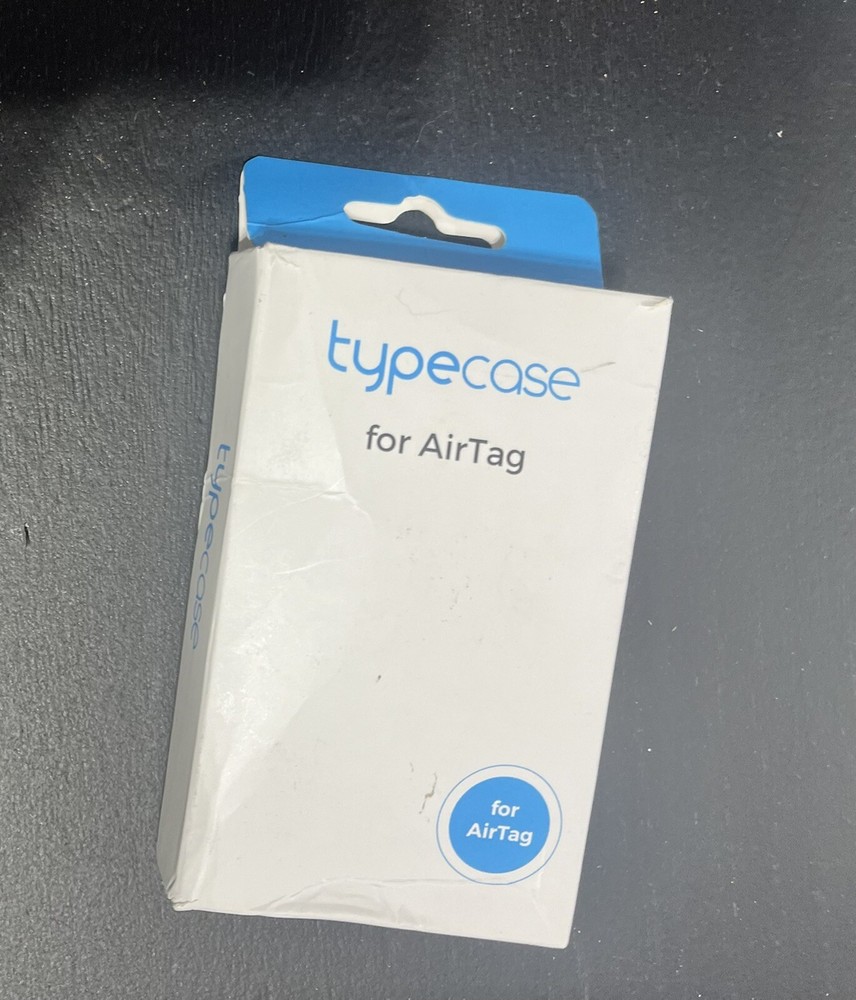 typecase
for AirTag
typecase
for
AirTag